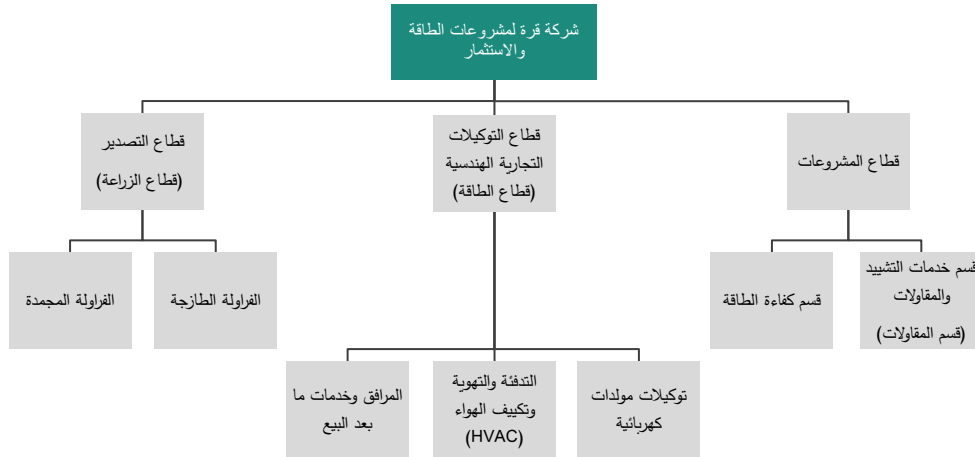 شركة قرة لمشروعات الطاقة
والاستثمار
قطاع المشروعات
قطاع التوكيلات
التجارية الهندسية
(قطاع الطاقة)
قطاع التصدير
(قطاع الزراعة)
قسم خدمات التشييد
والمقاولات
(قسم المقاولات)
قسم كفاءة الطاقة
الفراولة الطازجة
الفراولة المجمدة
توكيلات مولدات
كهربائية
التدفئة والتهوية
وتكييف الهواء
(HVAC)
المرافق وخدمات ما
بعد البيع